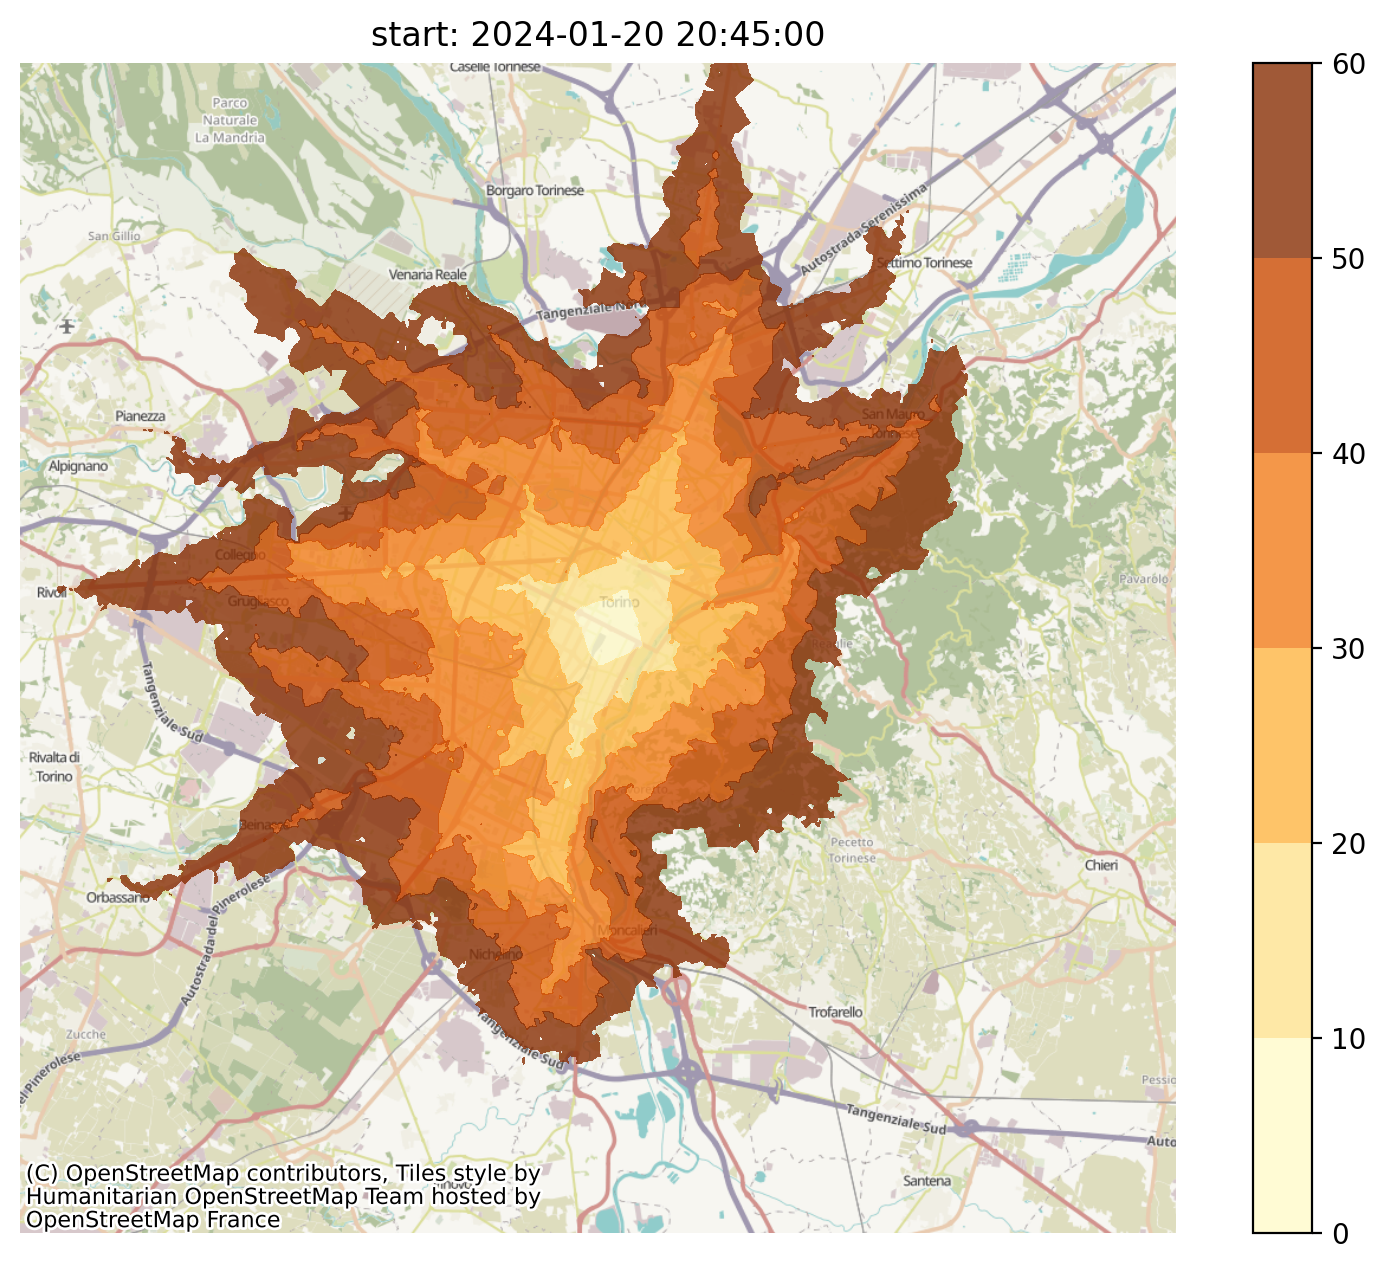 start: 2024-01-20 20:45:00
Caselle Torinese
Parco
Naturale
La Mandria
Borgaro Torinese
Autostrada Serenissima
San Gillio
Venaria Reale
Settimo Torinese
Tangenziale Nord
Pianezza
San Mauro
Torinese
Alpignano
Collegno
Rivoli
Grugliasco
Torino
Pavarolo
Tangenziale Sud
Rivalta di
Torino
Beinasco
Pecetto
Torinese
Chieri
Orbassano
Autostrada del Pinerolese
Moncalieri
Nichelino
Trofarello
Zucche
Tangenziale Sud
del Pinerolese
Pessio
Tangenziale Sud
Auto
Santena
(C) OpenStreetMap contributors, Tiles style by
Humanitarian OpenStreetMap Team hosted by
OpenStreetMap France
60
50
40
30
20
10
0